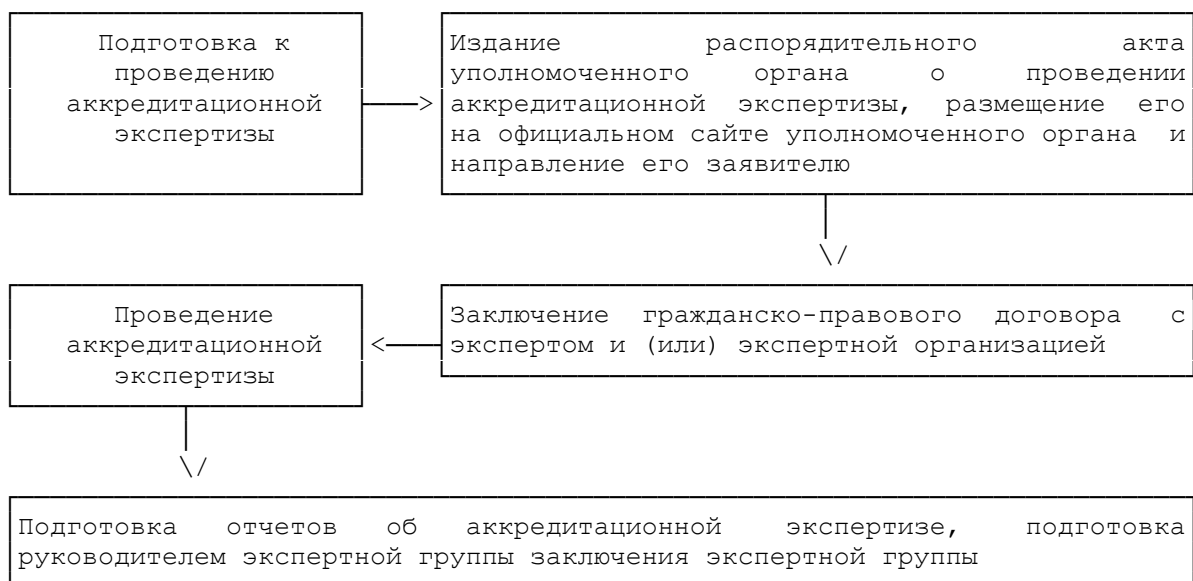 Подготовка к
проведению
аккредитационной
экспертизы
Издание распорядительного акта
уполномоченного органа о проведении
аккредитационной экспертизы, размещение его
на официальном сайте уполномоченного органа и
направление его заявителю
Заключение гражданско-правового договора с
экспертом и (или) экспертной организацией
Проведение
аккредитационной
экспертизы
Подготовка отчетов об аккредитационной экспертизе, подготовка
руководителем экспертной группы заключения экспертной группы